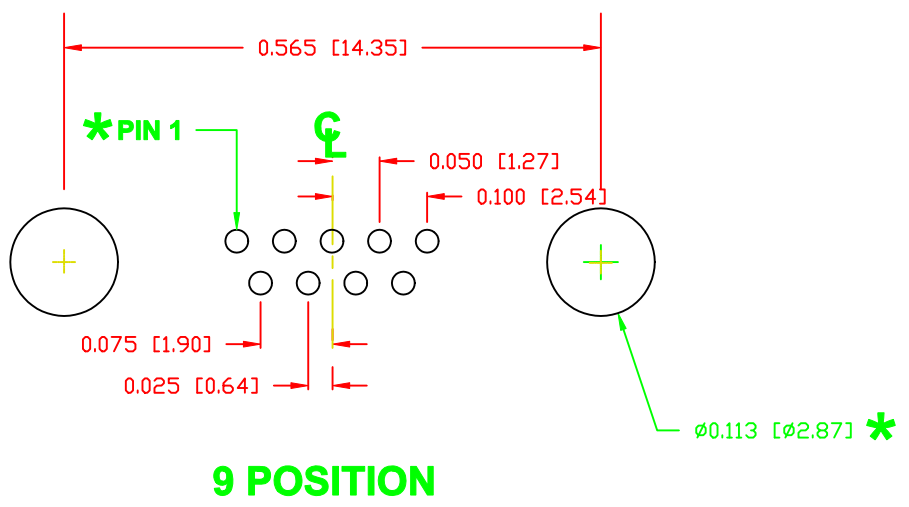 0.565 [14.35]
* PIN 1
℄
0.050 [1.27]
0.100 [2.54]
0.075 [1.90]
0.025 [0.64]
ø0.113 [ø2.87] *
9 POSITION